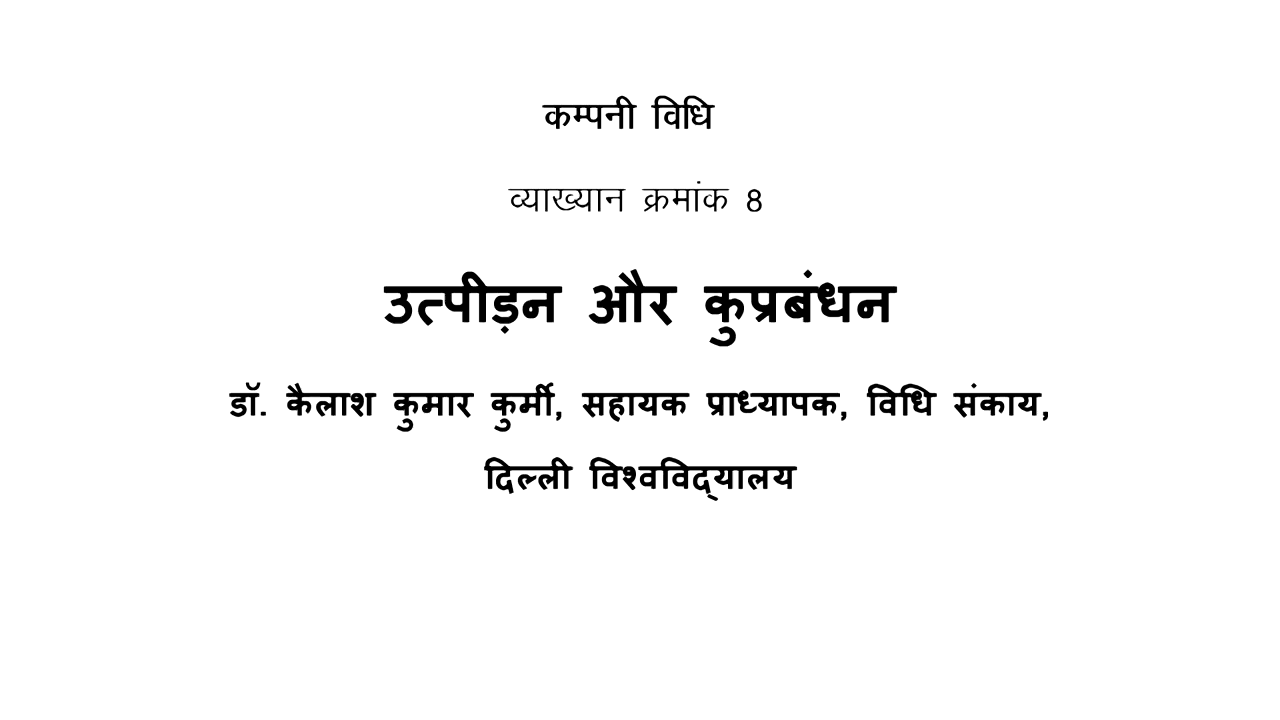 कम्पनी विधि
व्याख्यान क्रमांक 8
उत्पीड़न और कुप्रबंधन
डॉ. कैलाश कुमार कुर्मी, सहायक प्राध्यापक, विधि संकाय,
दिल्ली विश्वविद्यालय